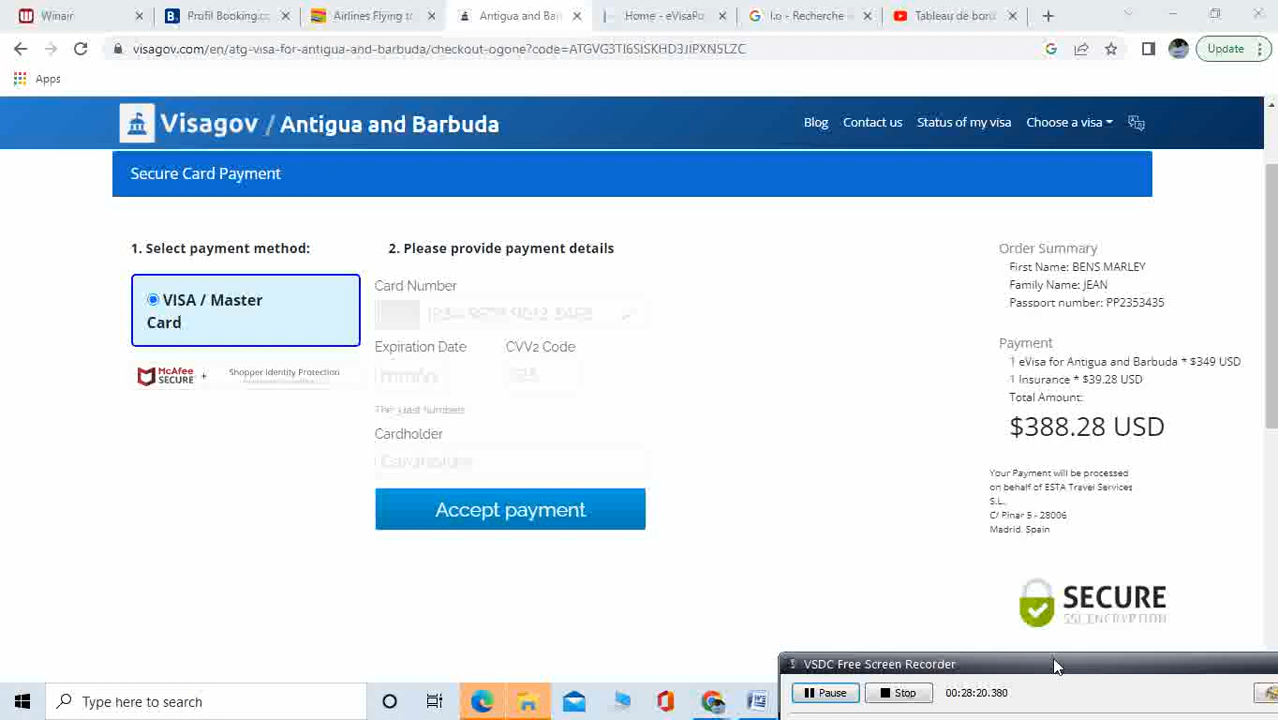 Winair
Profil Booking.cc
Airlines Flying to
Antigua and Bar
Home - eVisaPo
I.o - Recherche
Tableau de boru
visagov.com/en/atg-visa-for-antigua-and-barbuda/checkout-ogone?code=ATGVG3TI6SISKHD3JIPXN5LZC
Update
Apps
Visagov / Antigua and Barbuda
Blog
Contact us
Status of my visa
Choose a visa
Secure Card Payment
1. Select payment method:
VISA / Master
Card
McAfee
SECURE
+
Shopper Identity Protection
2. Please provide payment details
Card Number
Expiration Date
CVV2 Code
Cardholder
Accept payment
Order Summary
First Name: BENS MARLEY
Family Name: JEAN
Passport number: PP2353435
Payment
1 eVisa for Antigua and Barbuda * $349 USD
1 Insurance * $39.28 USD
Total Amount:
$388.28 USD
Your Payment will be processed
on behalf of ESTA Travel Services
S.L.,
C/ Pinar 5 - 28006
Madrid. Spain
SECURE
SSL ENCRYPTION
VSDC Free Screen Recorder
Pause
Stop
00:28:20.380
Type here to search